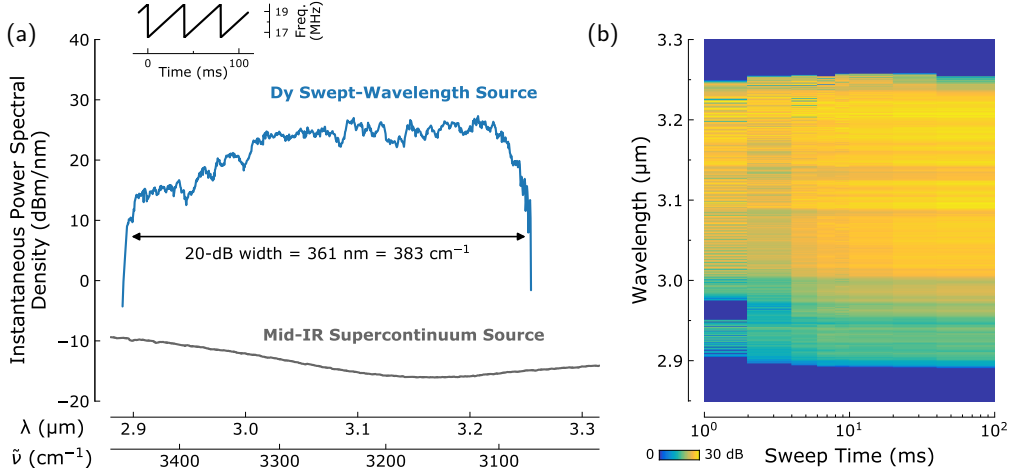 (a)
19
17
Freq.
(MHz)
0
100
Time (ms)
40
30
20
10
0
−10
−20
Instantaneous Power Spectral
Density (dBm/nm)
Dy Swept-Wavelength Source
20-dB width = 361 nm = 383 cm⁻¹
Mid-IR Supercontinuum Source
λ (µm)
2.9
3.0
3.1
3.2
3.3
ṽ (cm⁻¹)
3400
3300
3200
3100
(b)
3.3
3.2
3.1
3.0
2.9
Wavelength (µm)
10⁰
10¹
10²
0
30 dB
Sweep Time (ms)